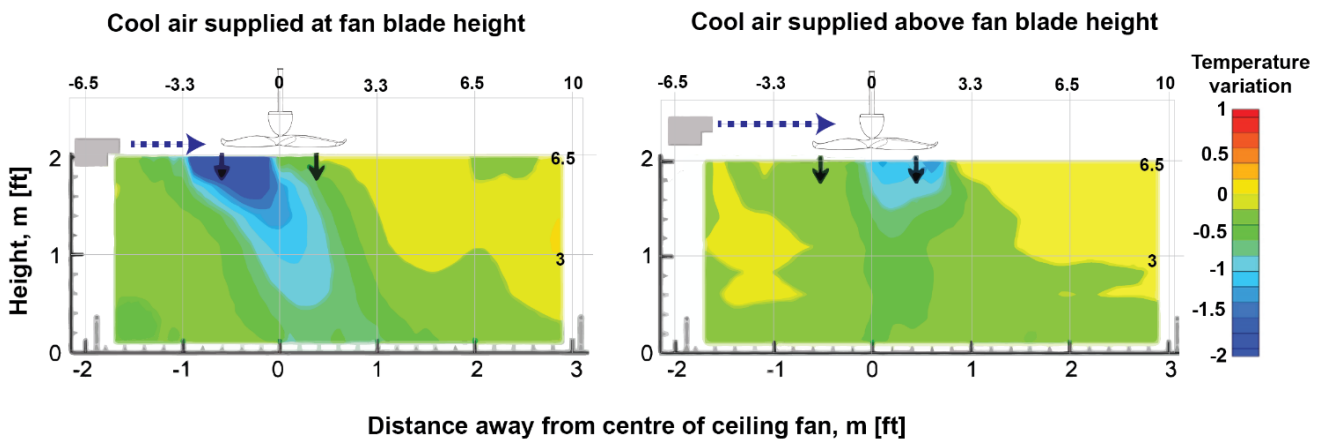 Cool air supplied at fan blade height
Cool air supplied above fan blade height
-6.5 -3.3 0 3.3 6.5 10
-6.5 -3.3 0 3.3 6.5 10
Temperature
variation
1
0.5
0
-0.5
-1
-1.5
-2
Height, m [ft]
2
1
0
6.5
3
-2 -1 0 1 2 3
2
1
0
6.5
3
-2 -1 0 1 2 3
Distance away from centre of ceiling fan, m [ft]